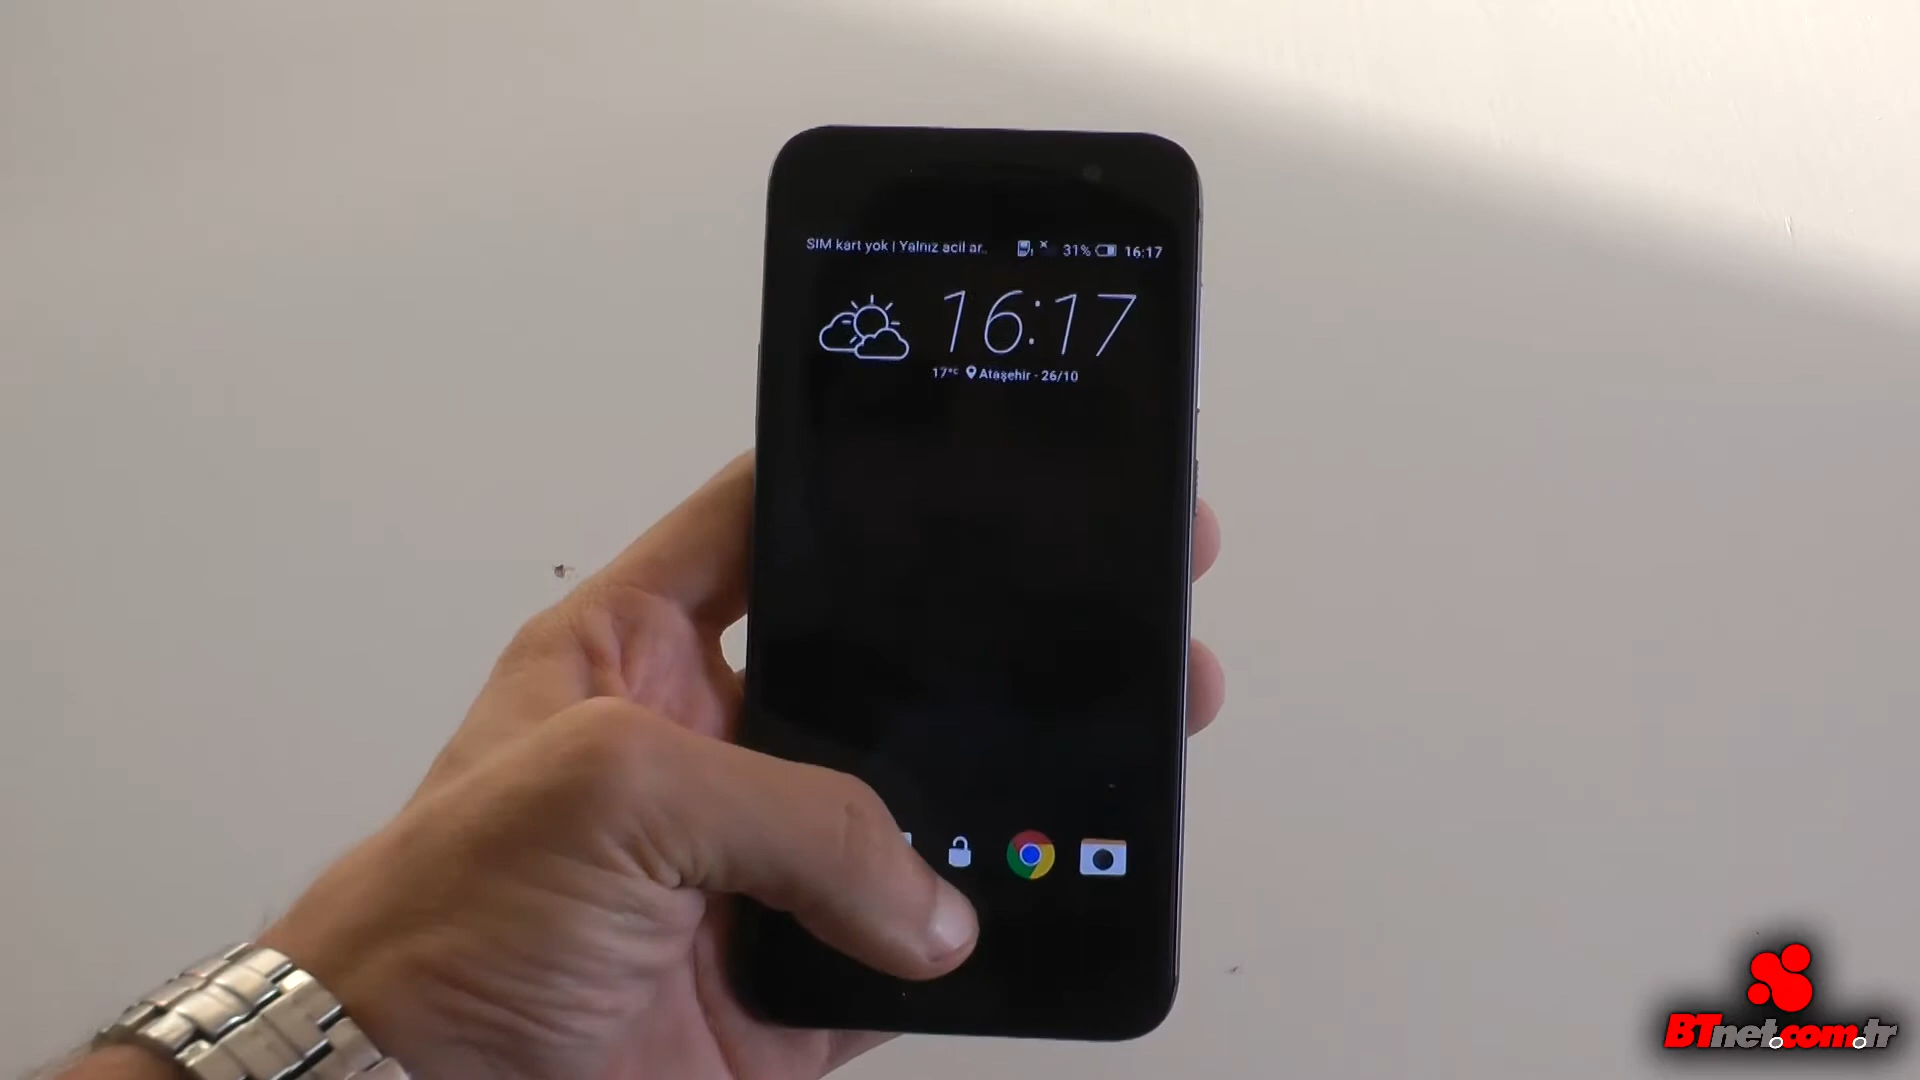 SIM kart yok | Yalnız acil ar.. 31% 16:17
16:17
17°C Ataşehir - 26/10
BTnet.com.tr